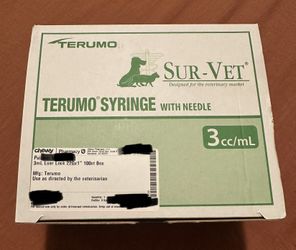 TERUMO
SUR-VET®
Designed for the veterinary market
TERUMO® SYRINGE WITH NEEDLE
3cc/mL
chewy Pharmacy
3ml, Luer Lock 22Gx1" 100ct Box
Mfg: Terumo
Use as directed by the veterinarian